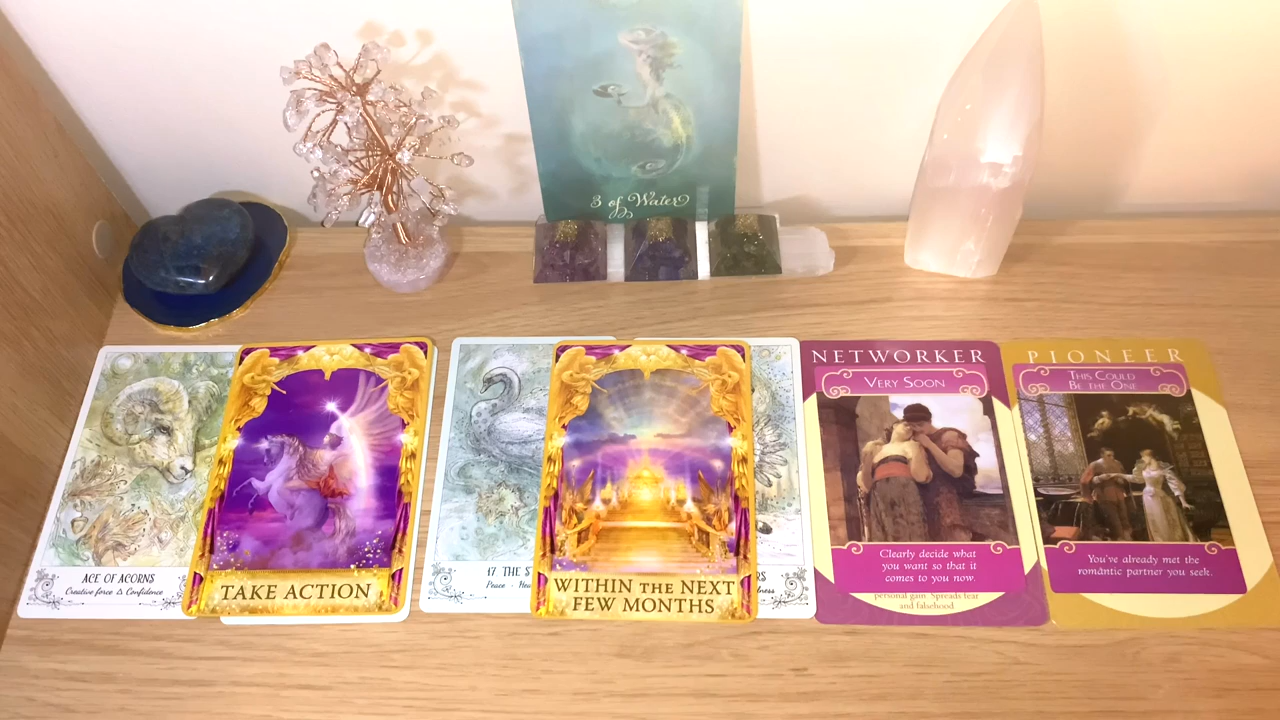 3 of Water
ACE OF ACORNS
Creative force & Confidence
TAKE ACTION
17 THE
Peace
WITHIN THE NEXT
FEW MONTHS
NETWORKER
VERY SOON
Clearly decide what
you want so that it
comes to you now.
personal gain Spreads fear
and falsehood
PIONEER
THIS COULD
BE THE ONE
You've already met the
romantic partner you seek.